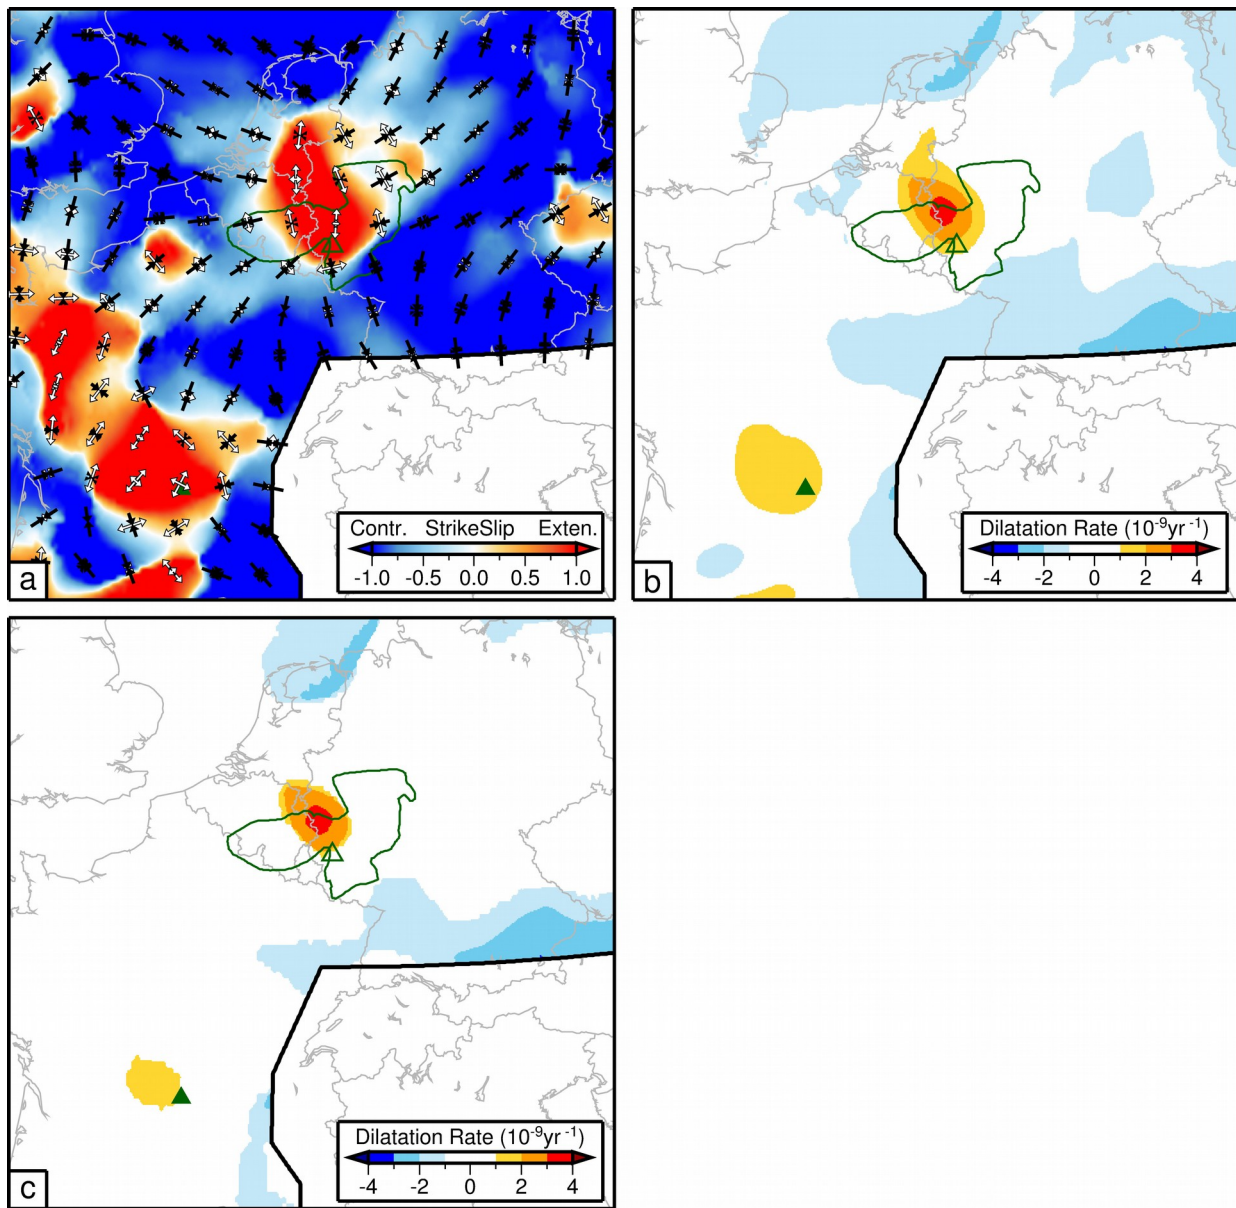 Contr. StrikeSlip Exten.
-1.0 -0.5 0.0 0.5 1.0
a
Dilatation Rate (10⁻⁹yr⁻¹)
-4 -2 0 2 4
b
Dilatation Rate (10⁻⁹yr⁻¹)
-4 -2 0 2 4
c